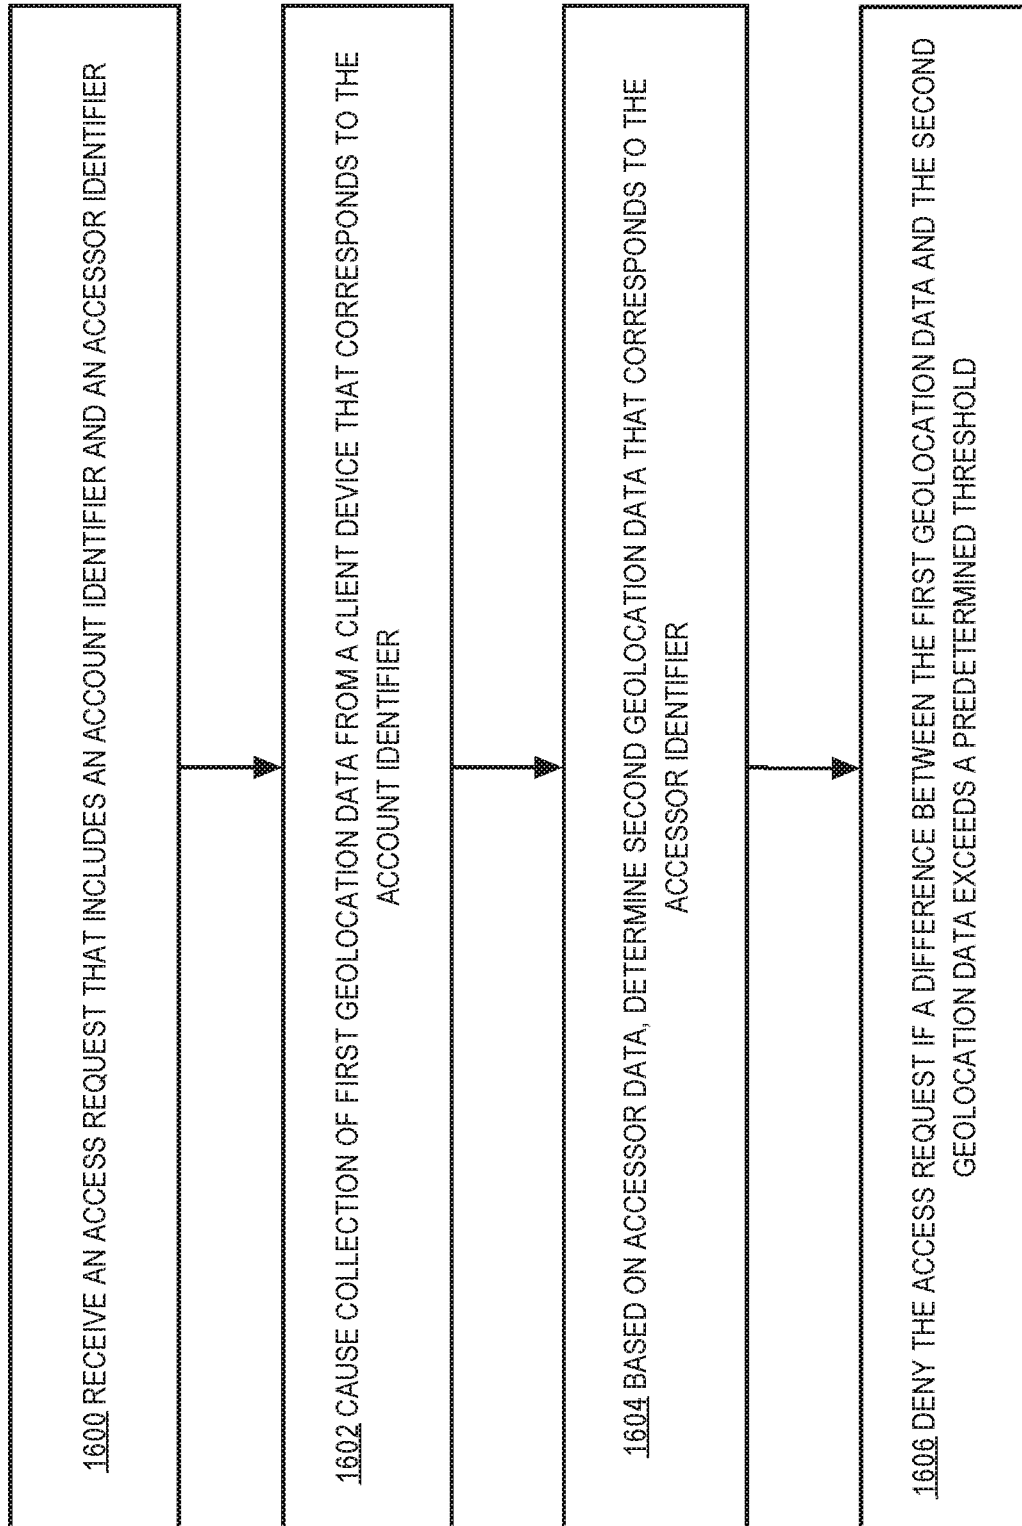 1600 RECEIVE AN ACCESS REQUEST THAT INCLUDES AN ACCOUNT IDENTIFIER AND AN ACCESSOR IDENTIFIER
1602 CAUSE COLLECTION OF FIRST GEOLOCATION DATA FROM A CLIENT DEVICE THAT CORRESPONDS TO THE
ACCOUNT IDENTIFIER
1604 BASED ON ACCESSOR DATA, DETERMINE SECOND GEOLOCATION DATA THAT CORRESPONDS TO THE
ACCESSOR IDENTIFIER
1606 DENY THE ACCESS REQUEST IF A DIFFERENCE BETWEEN THE FIRST GEOLOCATION DATA AND THE SECOND
GEOLOCATION DATA EXCEEDS A PREDETERMINED THRESHOLD